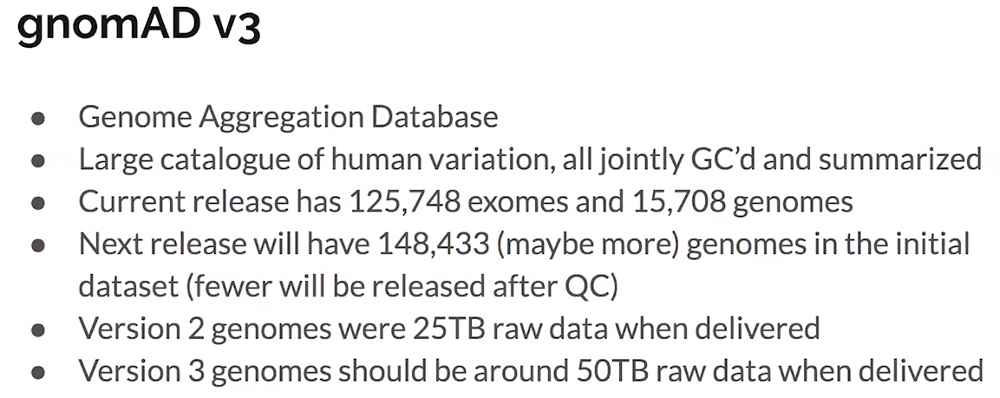 gnomAD v3
● Genome Aggregation Database
● Large catalogue of human variation, all jointly GC’d and summarized
● Current release has 125,748 exomes and 15,708 genomes
● Next release will have 148,433 (maybe more) genomes in the initial
dataset (fewer will be released after QC)
● Version 2 genomes were 25TB raw data when delivered
● Version 3 genomes should be around 50TB raw data when delivered